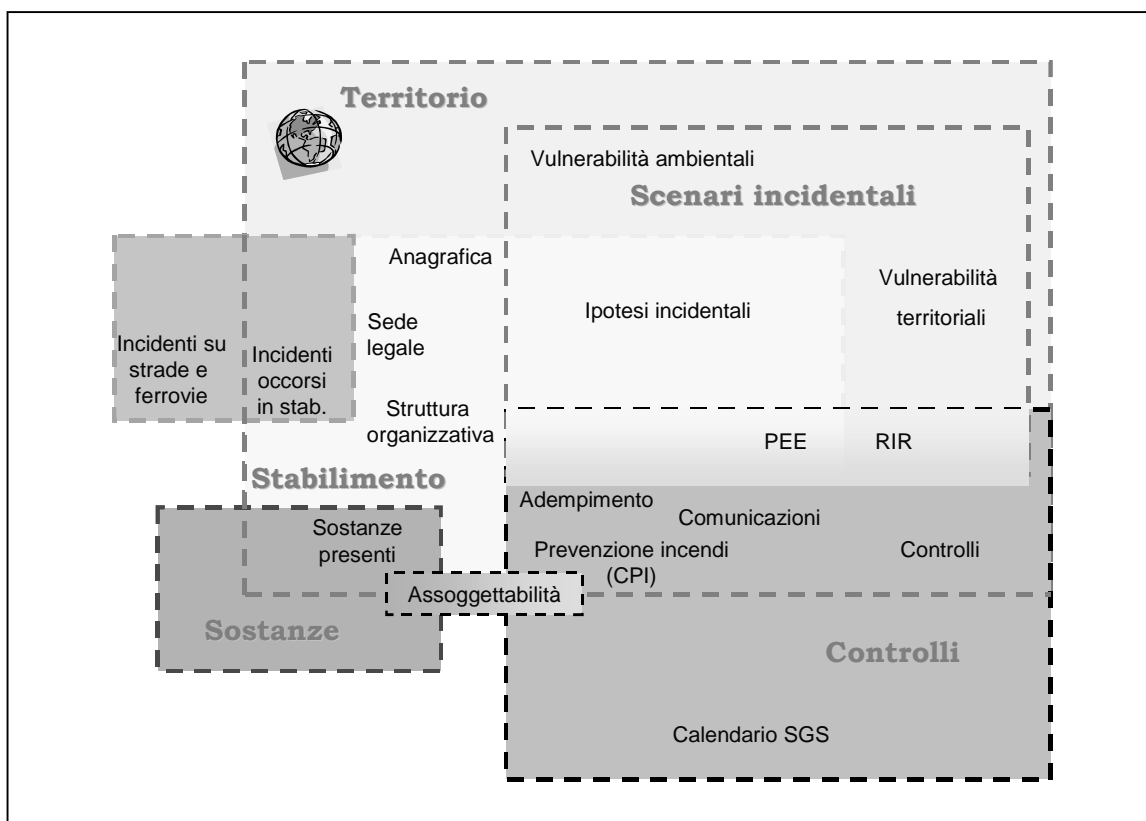 Territorio
Vulnerabilità ambientali
Scenari incidentali
Anagrafica
Ipotesi incidentali
Vulnerabilità
territoriali
Sede
legale
Incidenti su
strade e
ferrovie
Incidenti
occorsi
in stab.
Struttura
organizzativa
PEE
RIR
Stabilimento
Adempimento
Comunicazioni
Sostanze
presenti
Prevenzione incendi
(CPI)
Controlli
Assoggettabilità
Sostanze
Controlli
Calendario SGS